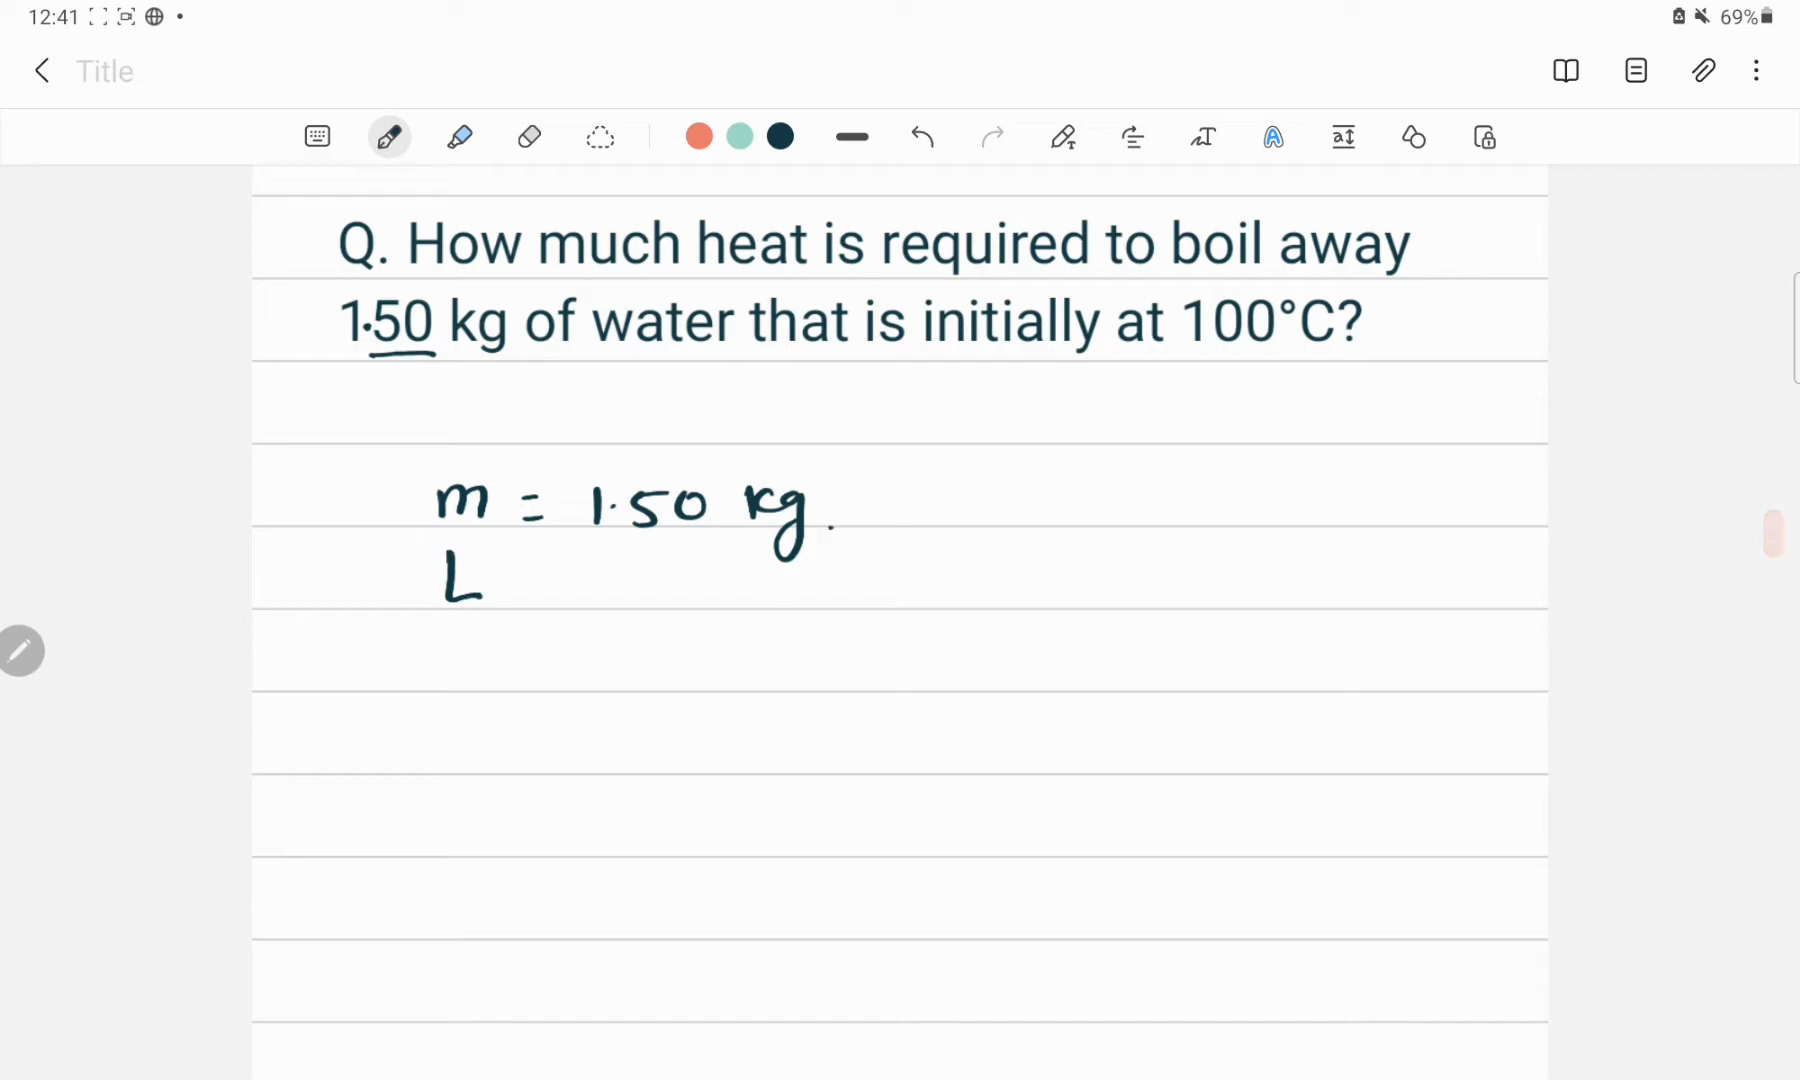 12:41
69%
Title
Q. How much heat is required to boil away
1.50 kg of water that is initially at 100°C?
m = 1.50 kg.
L